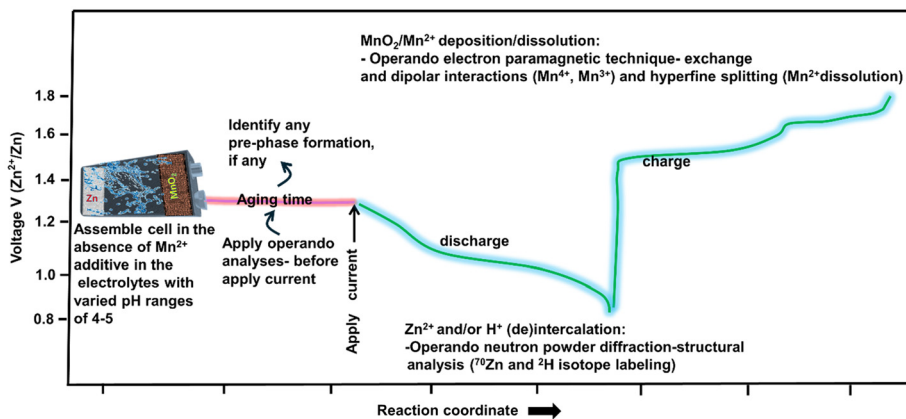 MnO₂/Mn²⁺ deposition/dissolution:
- Operando electron paramagnetic technique- exchange
and dipolar interactions (Mn⁴⁺, Mn³⁺) and hyperfine splitting (Mn²⁺dissolution)
Voltage V (Zn²⁺/Zn)
1.8
1.6
1.4
1.2
1.0
0.8
Identify any
pre-phase formation,
if any
Zn
MnO₂
Aging time
Assemble cell in the
absence of Mn²⁺
additive in the
electrolytes with
varied pH ranges
of 4-5
Apply operando
analyses- before
apply current
Apply current
discharge
charge
Zn²⁺ and/or H⁺ (de)intercalation:
-Operando neutron powder diffraction-structural
analysis (⁷⁰Zn and ²H isotope labeling)
Reaction coordinate